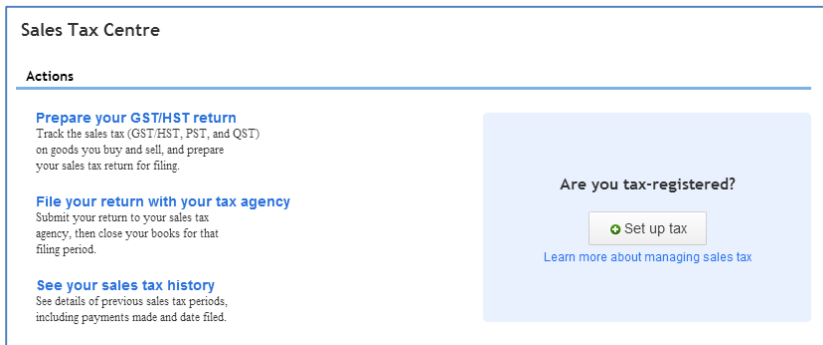 Sales Tax Centre
Actions
Prepare your GST/HST return
Track the sales tax (GST/HST, PST, and QST)
on goods you buy and sell, and prepare
your sales tax return for filing.
File your return with your tax agency
Submit your return to your sales tax
agency, then close your books for that
filing period.
See your sales tax history
See details of previous sales tax periods,
including payments made and date filed.
Are you tax-registered?
Set up tax
Learn more about managing sales tax